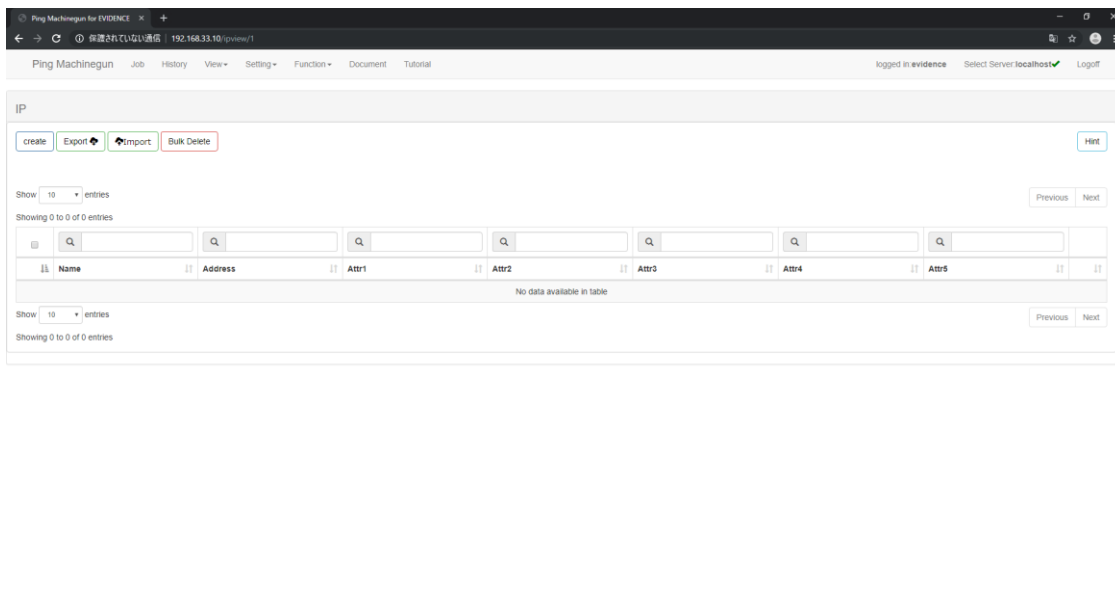 Ping Machinegun for EVIDENCE × +
保護されていない通信 | 192.168.33.10/ipview/1
Ping Machinegun Job History View Setting Function Document Tutorial logged in:evidence Select Server:localhost Logoff
IP
create Export Import Bulk Delete Hint
Show 10 entries Previous Next
Showing 0 to 0 of 0 entries
Name Address Attr1 Attr2 Attr3 Attr4 Attr5
No data available in table
Show 10 entries Previous Next
Showing 0 to 0 of 0 entries